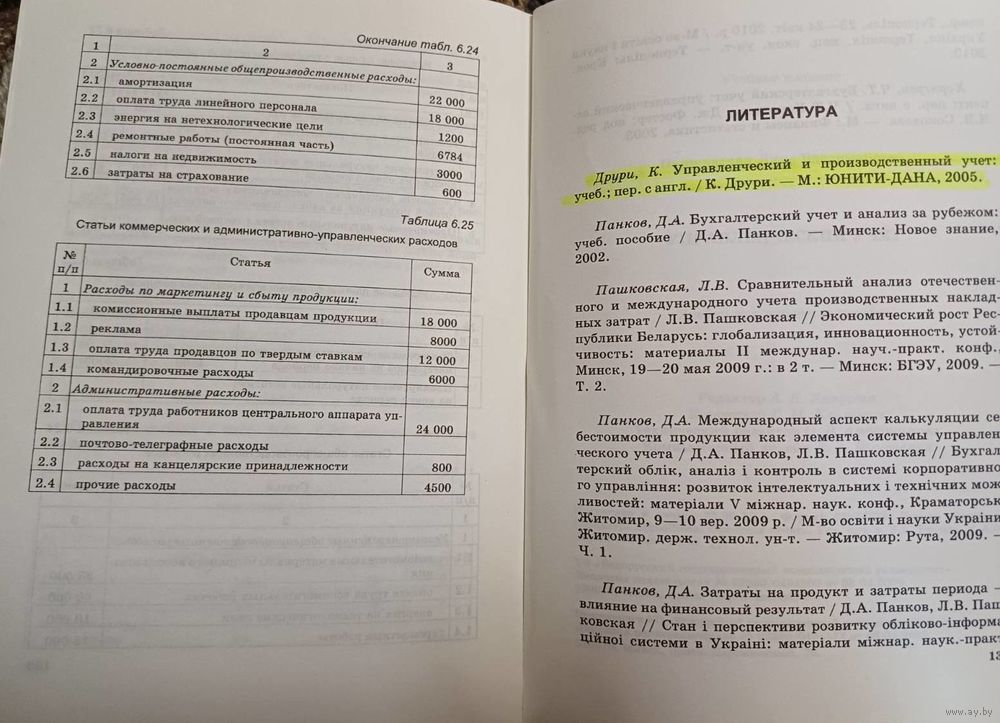 Окончание табл. 6.24
1 2 3
2 Условно-постоянные общепроизводственные расходы:
2.1 амортизация 22 000
2.2 оплата труда линейного персонала 18 000
2.3 энергия на нетехнологические цели 1200
2.4 ремонтные работы (постоянная часть) 6784
2.5 налоги на недвижимость 3000
2.6 затраты на страхование 600
Таблица 6.25
Статьи коммерческих и административно-управленческих расходов
№ п/п Статья Сумма
1 Расходы по маркетингу и сбыту продукции:
1.1 комиссионные выплаты продавцам продукции 18 000
1.2 реклама 8000
1.3 оплата труда продавцов по твердым ставкам 12 000
1.4 командировочные расходы 6000
2 Административные расходы:
2.1 оплата труда работников центрального аппарата уп-
равления 24 000
2.2 почтово-телеграфные расходы
2.3 расходы на канцелярские принадлежности 800
2.4 прочие расходы 4500
ЛИТЕРАТУРА
Друри, К. Управленческий и производственный учет:
учеб.; пер. с англ. / К. Друри. — М.: ЮНИТИ-ДАНА, 2005.
Панков, Д.А. Бухгалтерский учет и анализ за рубежом:
учеб. пособие / Д.А. Панков. — Минск: Новое знание,
2002.
Пашковская, Л.В. Сравнительный анализ отечествен-
ного и международного учета производственных наклад-
ных затрат / Л.В. Пашковская // Экономический рост Рес-
публики Беларусь: глобализация, инновационность, устой-
чивость: материалы II междунар. науч.-практ. конф.,
Минск, 19—20 мая 2009 г.: в 2 т. — Минск: БГЭУ, 2009. —
Т. 2.
Панков, Д.А. Международный аспект калькуляции се
бестоимости продукции как элемента системы управлен
ческого учета / Д.А. Панков, Л.В. Пашковская // Бухгал
терский облік, аналіз і контроль в системі корпоративно
го управління: розвиток інтелектуальних і технічних мож
ливостей: матеріали V міжнар. наук. конф., Краматорськ
Житомир, 9—10 вер. 2009 р. / М-во освіти і науки Україні
Житомир. держ. технол. ун-т. — Житомир: Рута, 2009. —
Ч. 1.
Панков, Д.А. Затраты на продукт и затраты периода —
влияние на финансовый результат / Д.А. Панков, Л.В. Паш
ковская // Стан і перспективи розвитку обліково-інформа
ційної системи в Україні: матеріали міжнар. наук.-практ
13
www.ay.by